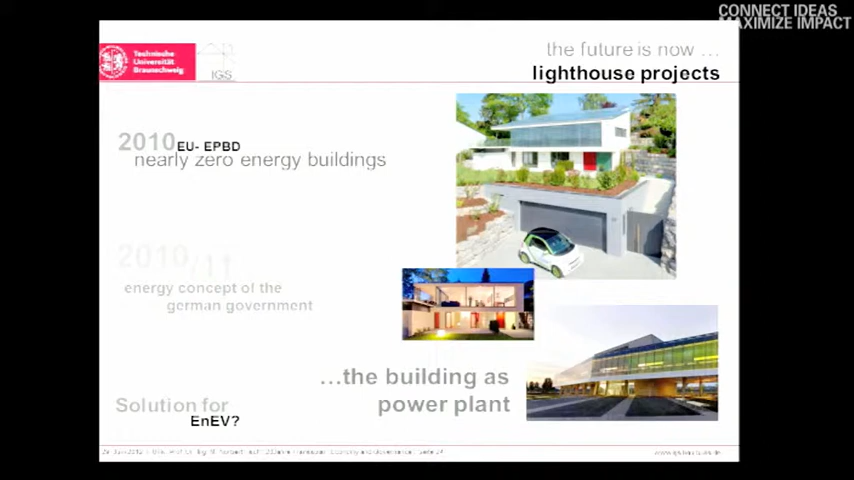 CONNECT IDEAS
MAXIMIZE IMPACT
Technische
Universität
Braunschweig
IGS
the future is now ...
lighthouse projects
2010 EU- EPBD
nearly zero energy buildings
2010/11
energy concept of the
german government
...the building as
power plant
Solution for
EnEV?